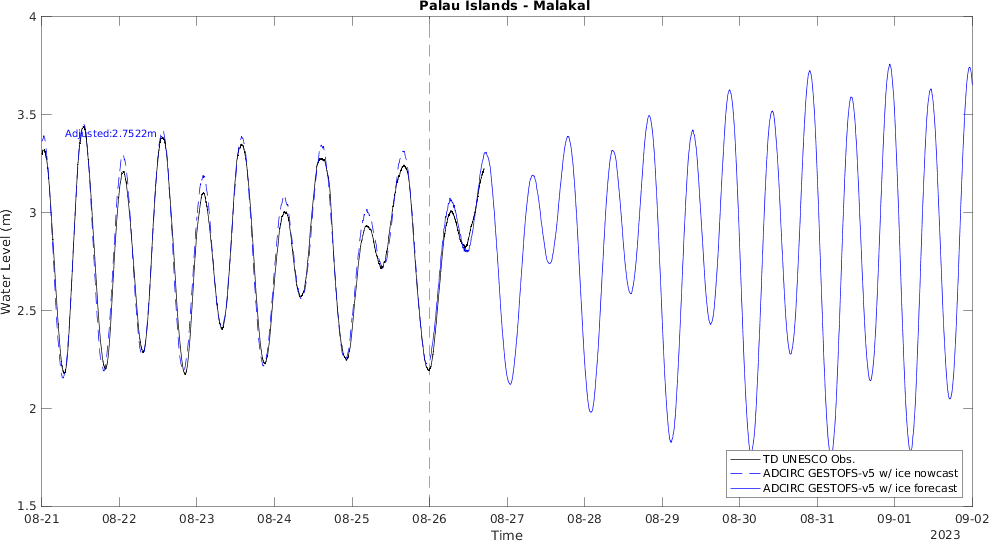 Palau Islands - Malakal
4
3.5
3
2.5
2
1.5
Water Level (m)
Adjusted:2.7522m
TD UNESCO Obs.
ADCIRC GESTOFS-v5 w/ ice nowcast
ADCIRC GESTOFS-v5 w/ ice forecast
08-21 08-22 08-23 08-24 08-25 08-26 08-27 08-28 08-29 08-30 08-31 09-01 09-02
Time
2023